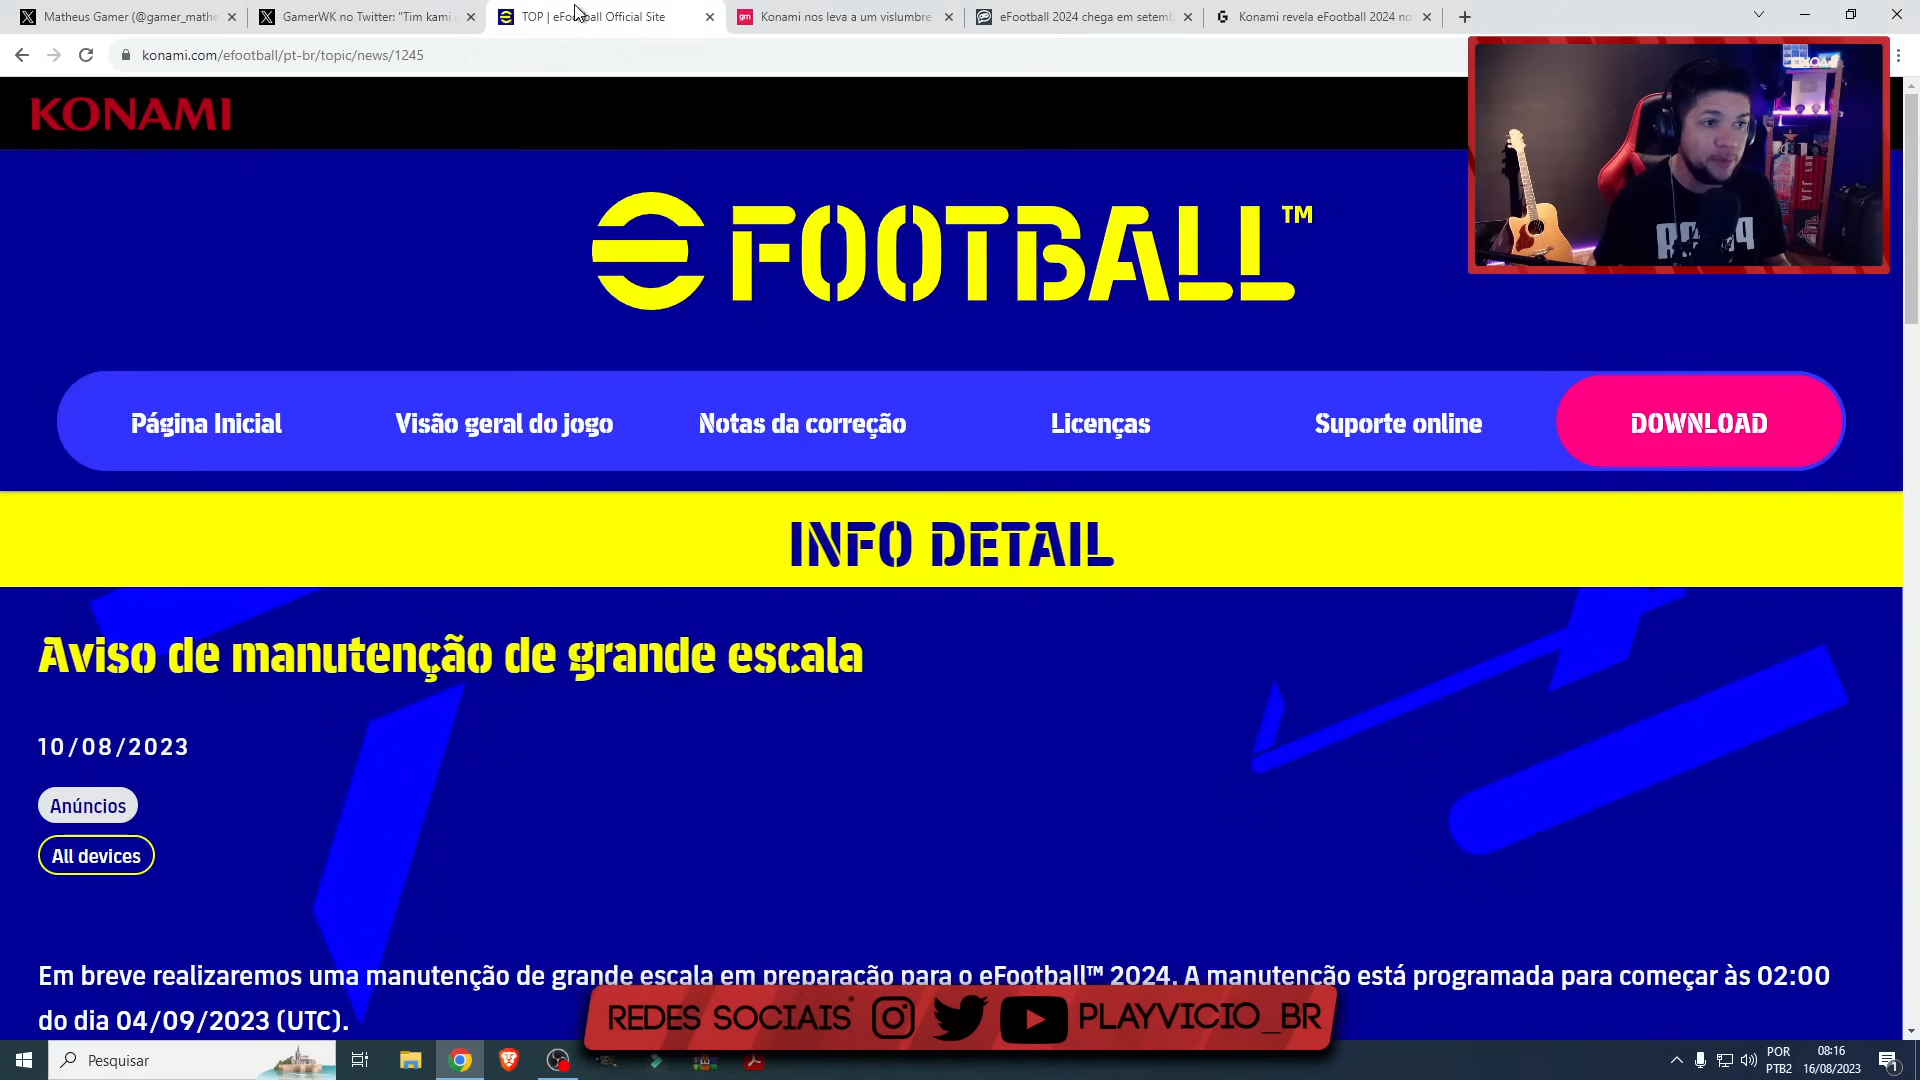 Matheus Gamer (@gamer_mathe
GamerWK no Twitter: "Tim kami u
TOP | eFootball Official Site
gm
Konami nos leva a um vislumbre
eFootball 2024 chega em setemb
Konami revela eFootball 2024 no
konami.com/efootball/pt-br/topic/news/1245
KONAMI
FOOTBALL™
Página Inicial
Visão geral do jogo
Notas da correção
Licenças
Suporte online
DOWNLOAD
INFO DETAIL
Aviso de manutenção de grande escala
10/08/2023
Anúncios
All devices
Em breve realizaremos uma manutenção de grande escala em preparação para o eFootball™ 2024. A manutenção está programada para começar às 02:00
do dia 04/09/2023 (UTC).
REDES SOCIAIS
PLAYVICIO_BR
Pesquisar
POR
PTB2
08:16
16/08/2023
1